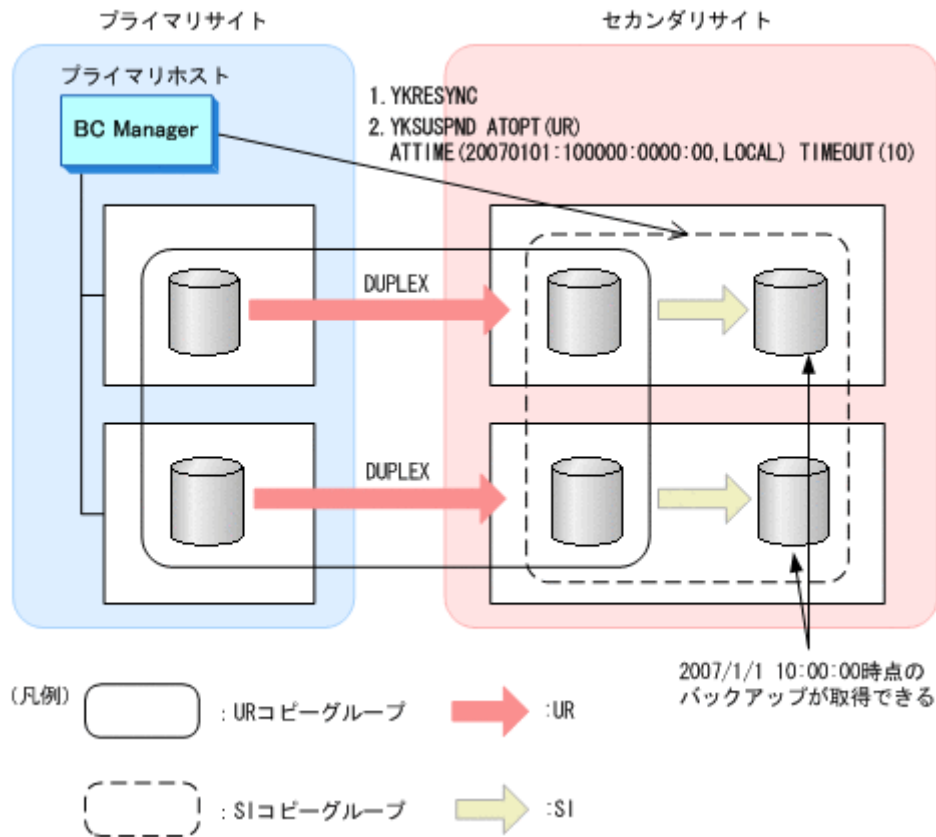 プライマリサイト
セカンダリサイト
プライマリホスト
BC Manager
1. YKRESYNC
2. YKSUSPND ATOPT(UR)
ATTIME(20070101:100000:0000:00,LOCAL) TIMEOUT(10)
DUPLEX
DUPLEX
2007/1/1 10:00:00時点の
バックアップが取得できる
(凡例)
:URコピーグループ
:UR
:SIコピーグループ
:SI